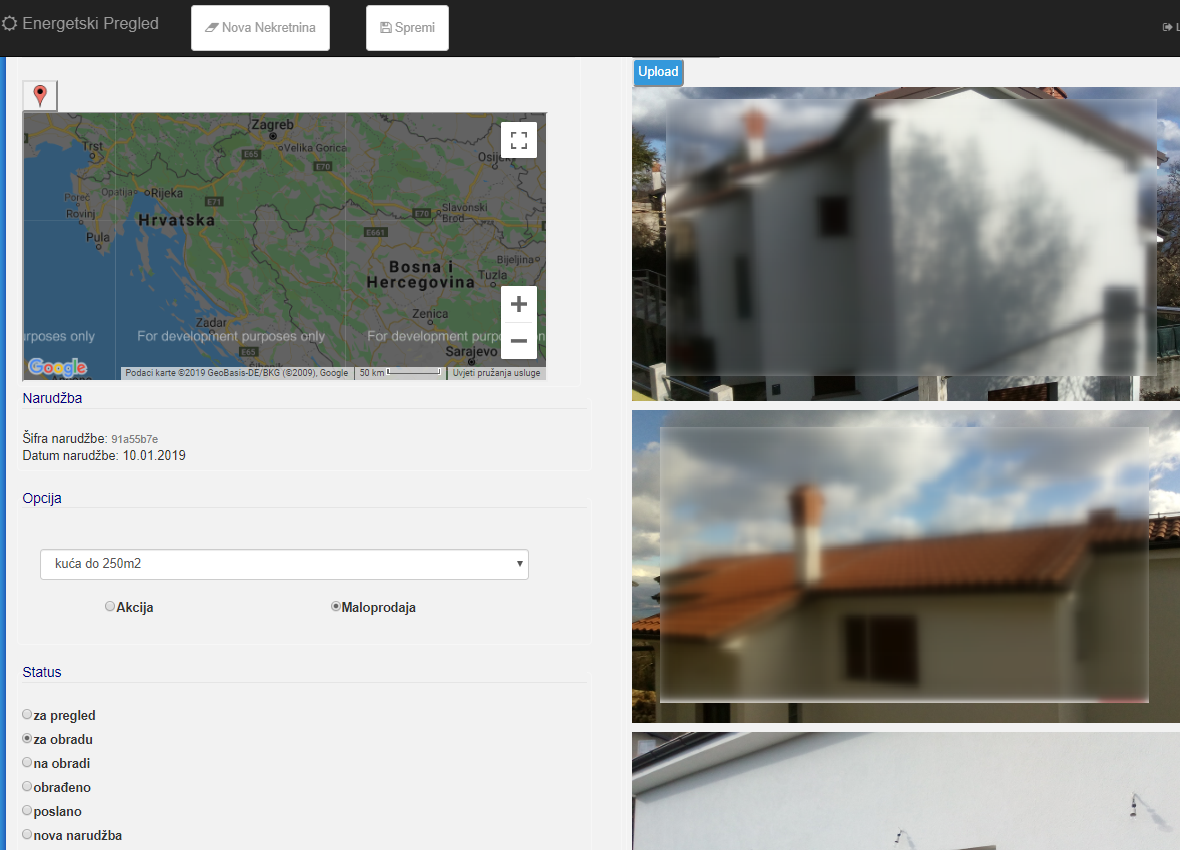 Energetski Pregled
Nova Nekretnina
Spremi
Upload
Zagreb
Velika Gorica
Trst
E55
E70
Osijek
Poreč
Opatija
Rijeka
E71
Rovinj
Hrvatska
E70
Slavonski
Brod
Pula
E661
Bosna i
Hercegovina
Bijeljina
Tuzla
Zenica
Zadar
rposes only
For development purposes only
For development purpo
on
E65
Sarajevo
Google
Podaci karte ©2019 GeoBasis-DE/BKG (©2009), Google
50 km
Uvjeti pružanja usluge
Narudžba
Šifra narudžbe: 91a55b7e
Datum narudžbe: 10.01.2019
Opcija
kuća do 250m2
Akcija
Maloprodaja
Status
za pregled
za obradu
na obradi
obrađeno
poslano
nova narudžba